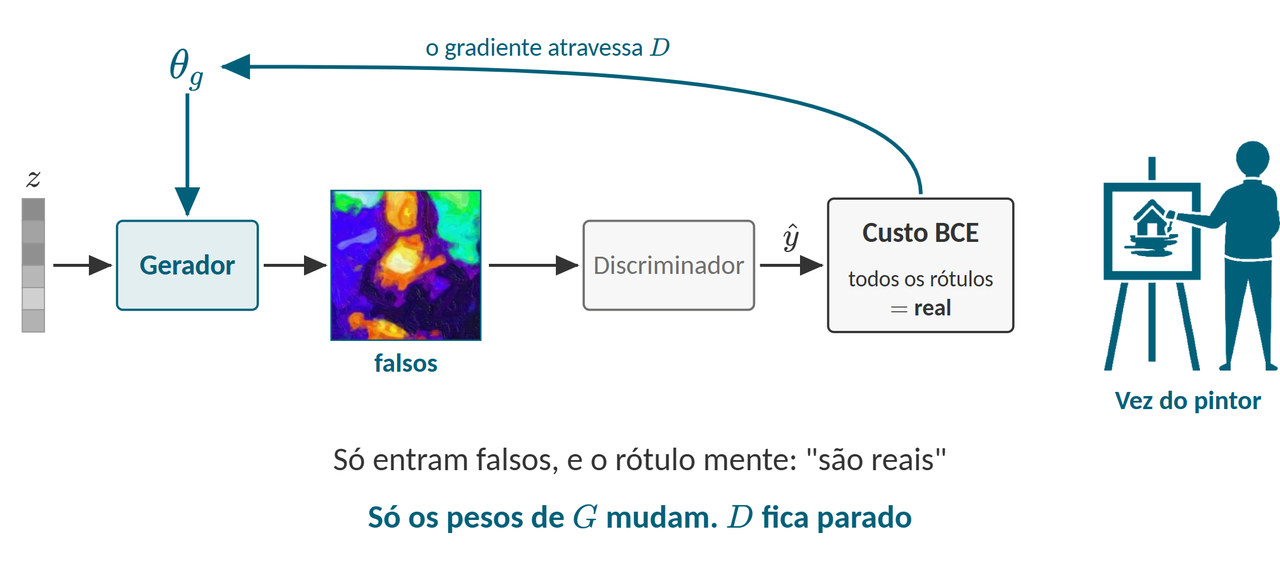 o gradiente atravessa D
θg
z
Gerador
falsos
Discriminador
ŷ
Custo BCE
todos os rótulos
= real
Vez do pintor
Só entram falsos, e o rótulo mente: "são reais"
Só os pesos de G mudam. D fica parado